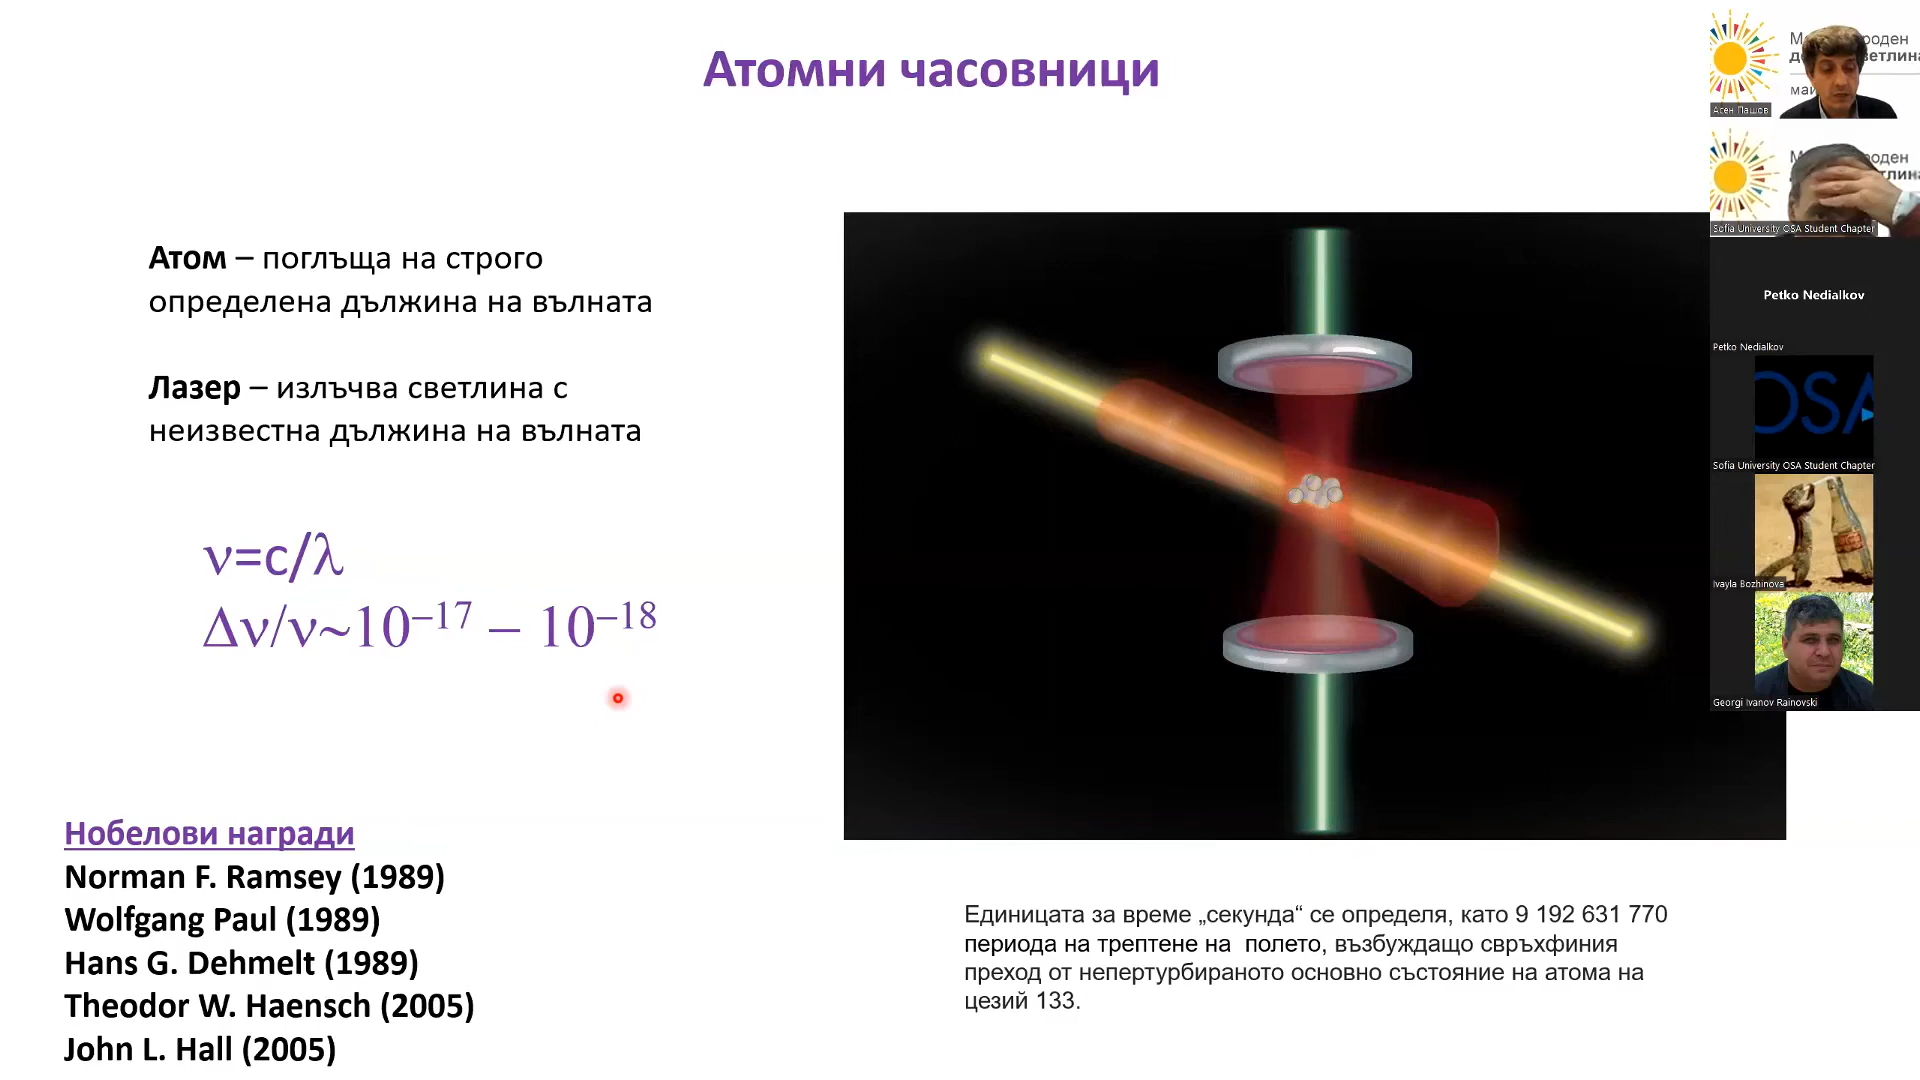 Атомни часовници
Атом – поглъща на строго
определена дължина на вълната
Лазер – излъчва светлина с
неизвестна дължина на вълната
ν=c/λ
Δν/ν~10⁻¹⁷ – 10⁻¹⁸
Нобелови награди
Norman F. Ramsey (1989)
Wolfgang Paul (1989)
Hans G. Dehmelt (1989)
Theodor W. Haensch (2005)
John L. Hall (2005)
Единицата за време „секунда“ се определя, като 9 192 631 770
периода на трептене на полето, възбуждащо свръхфиния
преход от непертурбираното основно състояние на атома на
цезий 133.
Асен Пашов
Sofia University OSA Student Chapter
Petko Nedialkov
Petko Nedialkov
OSA
Sofia University OSA Student Chapter
Ivayla Bozhinova
Georgi Ivanov Rainovski